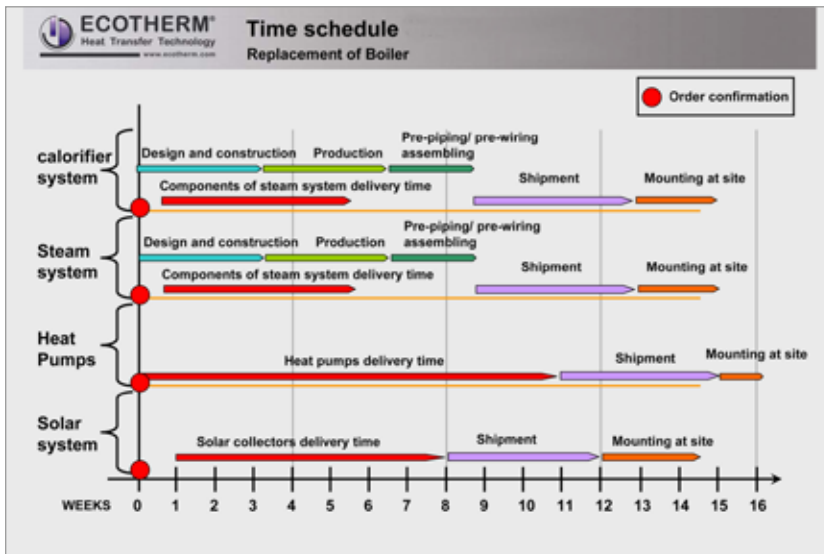 ECOTHERM®
Heat Transfer Technology
www.ecotherm.com
Time schedule
Replacement of Boiler
Order confirmation
calorifier
system
Design and construction
Production
Pre-piping/ pre-wiring
assembling
Components of steam system delivery time
Shipment
Mounting at site
Steam
system
Design and construction
Production
Pre-piping/ pre-wiring
assembling
Components of steam system delivery time
Shipment
Mounting at site
Heat
Pumps
Heat pumps delivery time
Shipment
Mounting at site
Solar
system
Solar collectors delivery time
Shipment
Mounting at site
WEEKS 0 1 2 3 4 5 6 7 8 9 10 11 12 13 14 15 16